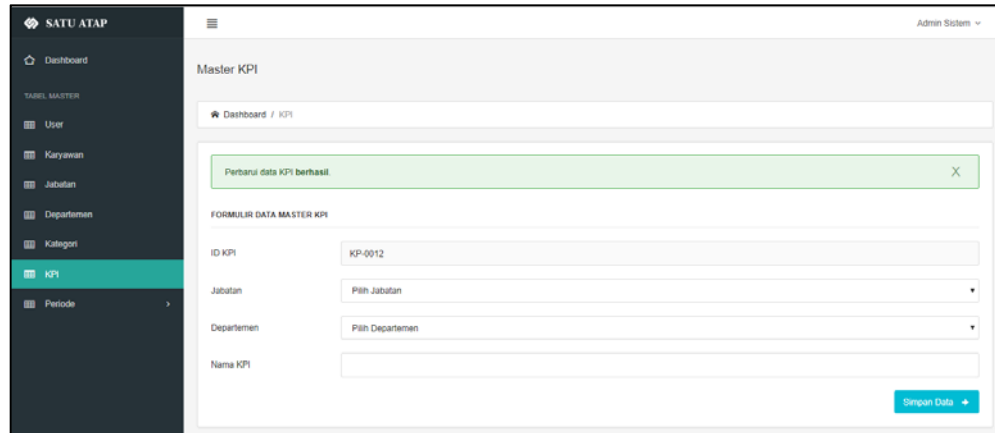 SATU ATAP
Admin Sistem
Dashboard
TABEL MASTER
User
Karyawan
Jabatan
Departemen
Kategori
KPI
Periode
Master KPI
Dashboard / KPI
Perbarui data KPI berhasil.
X
FORMULIR DATA MASTER KPI
ID KPI KP-0012
Jabatan Pilih Jabatan
Departemen Pilih Departemen
Nama KPI
Simpan Data